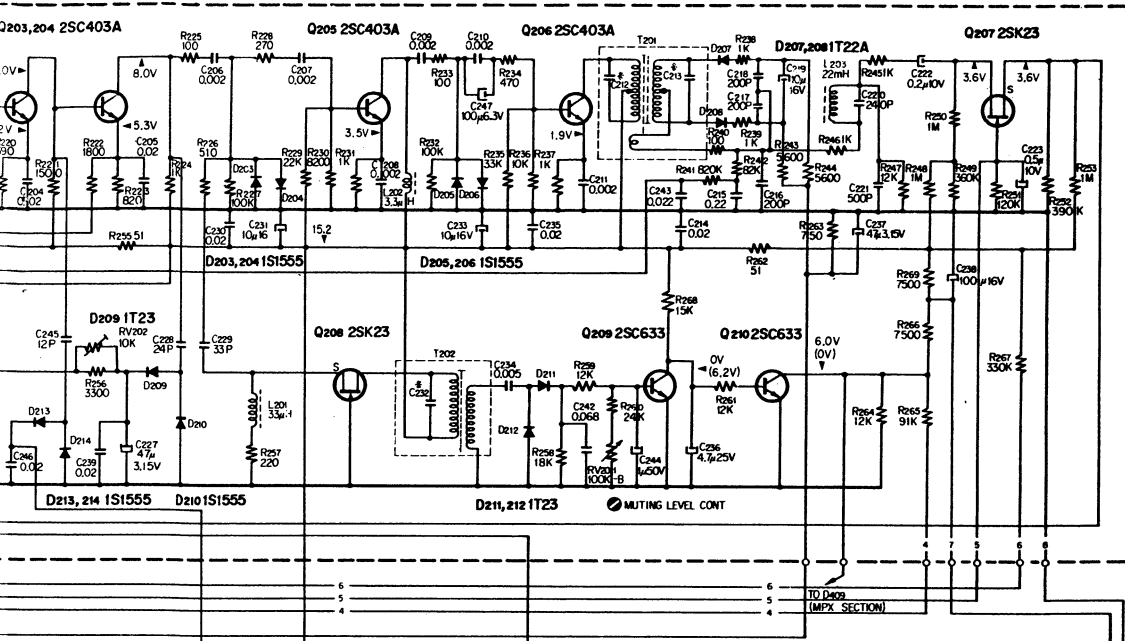 Q203,204 2SC403A
Q205 2SC403A
Q206 2SC403A
Q207 2SK23
R225
100
C206
0.002
R228
270
C207
0.002
C209
0.002
R233
100
C210
0.002
C247
100μ6.3V
R234
470
T201
*
C212
*
C213
D207
R238
1K
C218
200P
C217
200P
D208
R239
1K
R240
100
C219
10μ
16V
D207,208 1T22A
L203
22mH
R245 1K
C220
240P
C222
0.2μ10V
3.6V
3.6V
S
R250
1M
8.0V
5.3V
3.5V
1.9V
R246 1K
R222
1800
C205
0.02
C204
0.02
R223
820
R226
510
D203
R227
100K
D204
R229
22K
R230
8200
R231
1K
C208
0.002
L202
3.3μH
R232
100K
D205
D206
R235
33K
R236
10K
R237
1K
C211
0.002
R241 820K
R242
82K
R243
5600
R244
5600
C243
0.022
C215
0.22
C216
200P
C221
500P
R247
12K
R248
1M
R249
360K
R251
120K
C223
0.5μ
10V
R252
390K
R253
1M
R255 51
C230
0.02
C231
10μ16
15.2
C233
10μ16V
C235
0.02
C214
0.02
R263
750
C237
47μ3.15V
D203,204 1S1555
D205,206 1S1555
R262
51
R269
7500
C238
100μ16V
R268
15K
D209 1T23
Q208 2SK23
Q209 2SC633
Q210 2SC633
C245
12P
RV202
10K
C228
24P
C229
33P
R256
3300
D209
S
T202
*
C232
C234
0.005
D211
R259
12K
0V
(6.2V)
6.0V
(0V)
R266
7500
R267
330K
L201
33μH
D213
D210
D214
C227
47μ
3.15V
C246
0.02
C239
0.02
R257
220
D212
R258
18K
C242
0.068
R260
24K
RV201
100K-B
C244
1μ50V
R261
12K
C236
4.7μ25V
R264
12K
R265
91K
D213,214 1S1555
D210 1S1555
D211,212 1T23
MUTING LEVEL CONT
4
7
5
6
8
6
6
5
5
4
4
TO D409
(MPX SECTION)